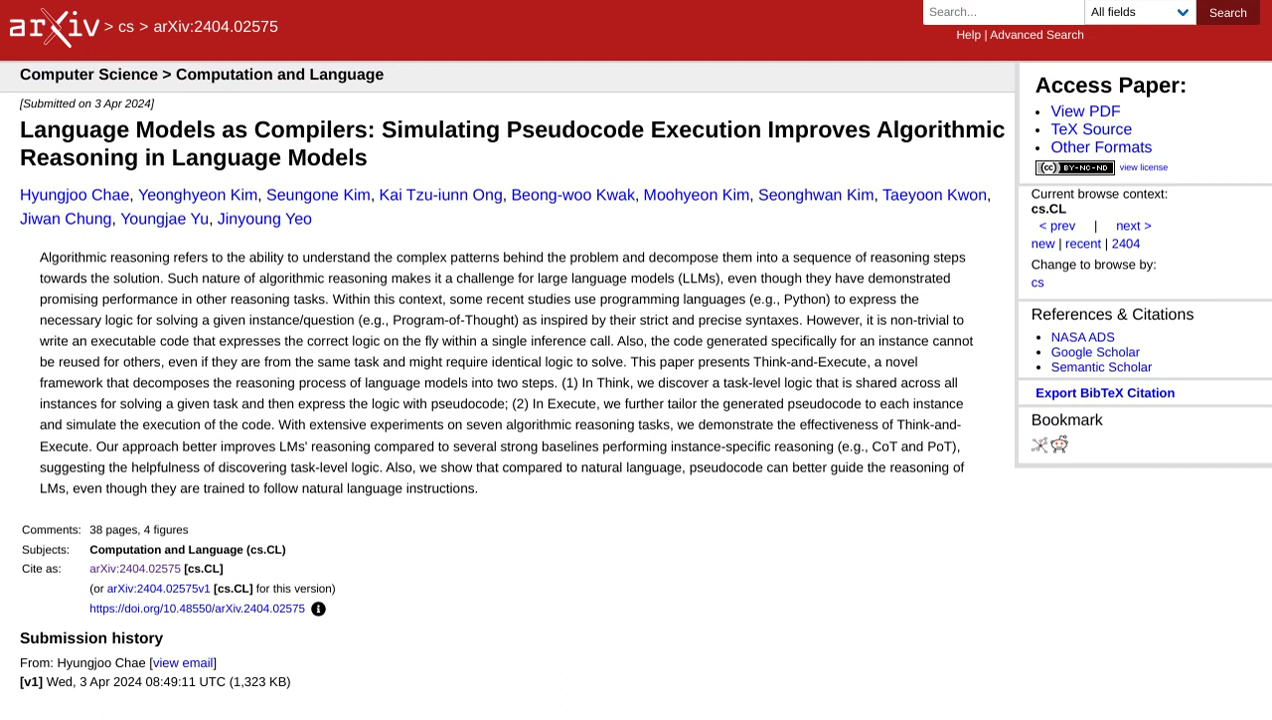 arXiv > cs > arXiv:2404.02575
Search...
All fields
Search
Help | Advanced Search
Computer Science > Computation and Language
[Submitted on 3 Apr 2024]
Language Models as Compilers: Simulating Pseudocode Execution Improves Algorithmic
Reasoning in Language Models
Hyungjoo Chae, Yeonghyeon Kim, Seungone Kim, Kai Tzu-iunn Ong, Beong-woo Kwak, Moohyeon Kim, Seonghwan Kim, Taeyoon Kwon,
Jiwan Chung, Youngjae Yu, Jinyoung Yeo
Algorithmic reasoning refers to the ability to understand the complex patterns behind the problem and decompose them into a sequence of reasoning steps
towards the solution. Such nature of algorithmic reasoning makes it a challenge for large language models (LLMs), even though they have demonstrated
promising performance in other reasoning tasks. Within this context, some recent studies use programming languages (e.g., Python) to express the
necessary logic for solving a given instance/question (e.g., Program-of-Thought) as inspired by their strict and precise syntaxes. However, it is non-trivial to
write an executable code that expresses the correct logic on the fly within a single inference call. Also, the code generated specifically for an instance cannot
be reused for others, even if they are from the same task and might require identical logic to solve. This paper presents Think-and-Execute, a novel
framework that decomposes the reasoning process of language models into two steps. (1) In Think, we discover a task-level logic that is shared across all
instances for solving a given task and then express the logic with pseudocode; (2) In Execute, we further tailor the generated pseudocode to each instance
and simulate the execution of the code. With extensive experiments on seven algorithmic reasoning tasks, we demonstrate the effectiveness of Think-and-
Execute. Our approach better improves LMs' reasoning compared to several strong baselines performing instance-specific reasoning (e.g., CoT and PoT),
suggesting the helpfulness of discovering task-level logic. Also, we show that compared to natural language, pseudocode can better guide the reasoning of
LMs, even though they are trained to follow natural language instructions.
Comments: 38 pages, 4 figures
Subjects: Computation and Language (cs.CL)
Cite as: arXiv:2404.02575 [cs.CL]
(or arXiv:2404.02575v1 [cs.CL] for this version)
https://doi.org/10.48550/arXiv.2404.02575
Submission history
From: Hyungjoo Chae [view email]
[v1] Wed, 3 Apr 2024 08:49:11 UTC (1,323 KB)
Access Paper:
View PDF
TeX Source
Other Formats
(cc) BY-NC-ND view license
Current browse context:
cs.CL
< prev | next >
new | recent | 2404
Change to browse by:
cs
References & Citations
NASA ADS
Google Scholar
Semantic Scholar
Export BibTeX Citation
Bookmark